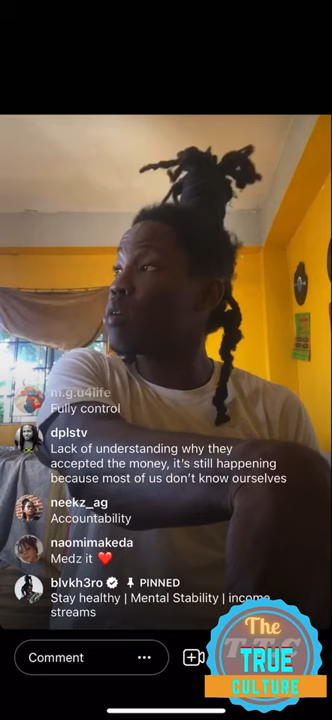 m.g.u4life
Fully control
dplstv
Lack of understanding why they
accepted the money, it's still happening
because most of us don't know ourselves
neekz_ag
Accountability
naomimakeda
Medz it ❤️
blvkh3ro PINNED
Stay healthy | Mental Stability | income
streams
Comment
The
TRUE
CULTURE